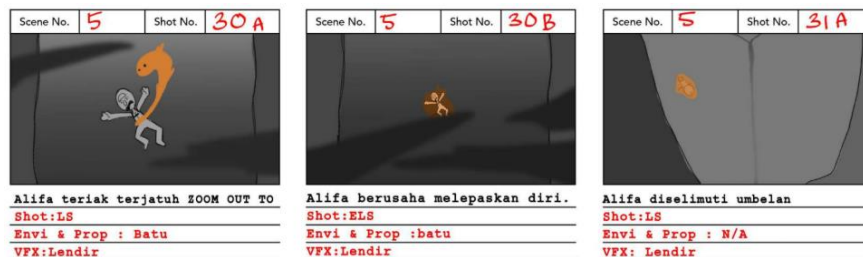 Scene No. 5 Shot No. 30 A
Alifa teriak terjatuh ZOOM OUT TO
Shot:LS
Envi & Prop : Batu
VFX:Lendir
Scene No. 5 Shot No. 30 B
Alifa berusaha melepaskan diri.
Shot:ELS
Envi & Prop :batu
VFX:Lendir
Scene No. 5 Shot No. 31A
Alifa diselimuti umbelan
Shot:LS
Envi & Prop : N/A
VFX: Lendir